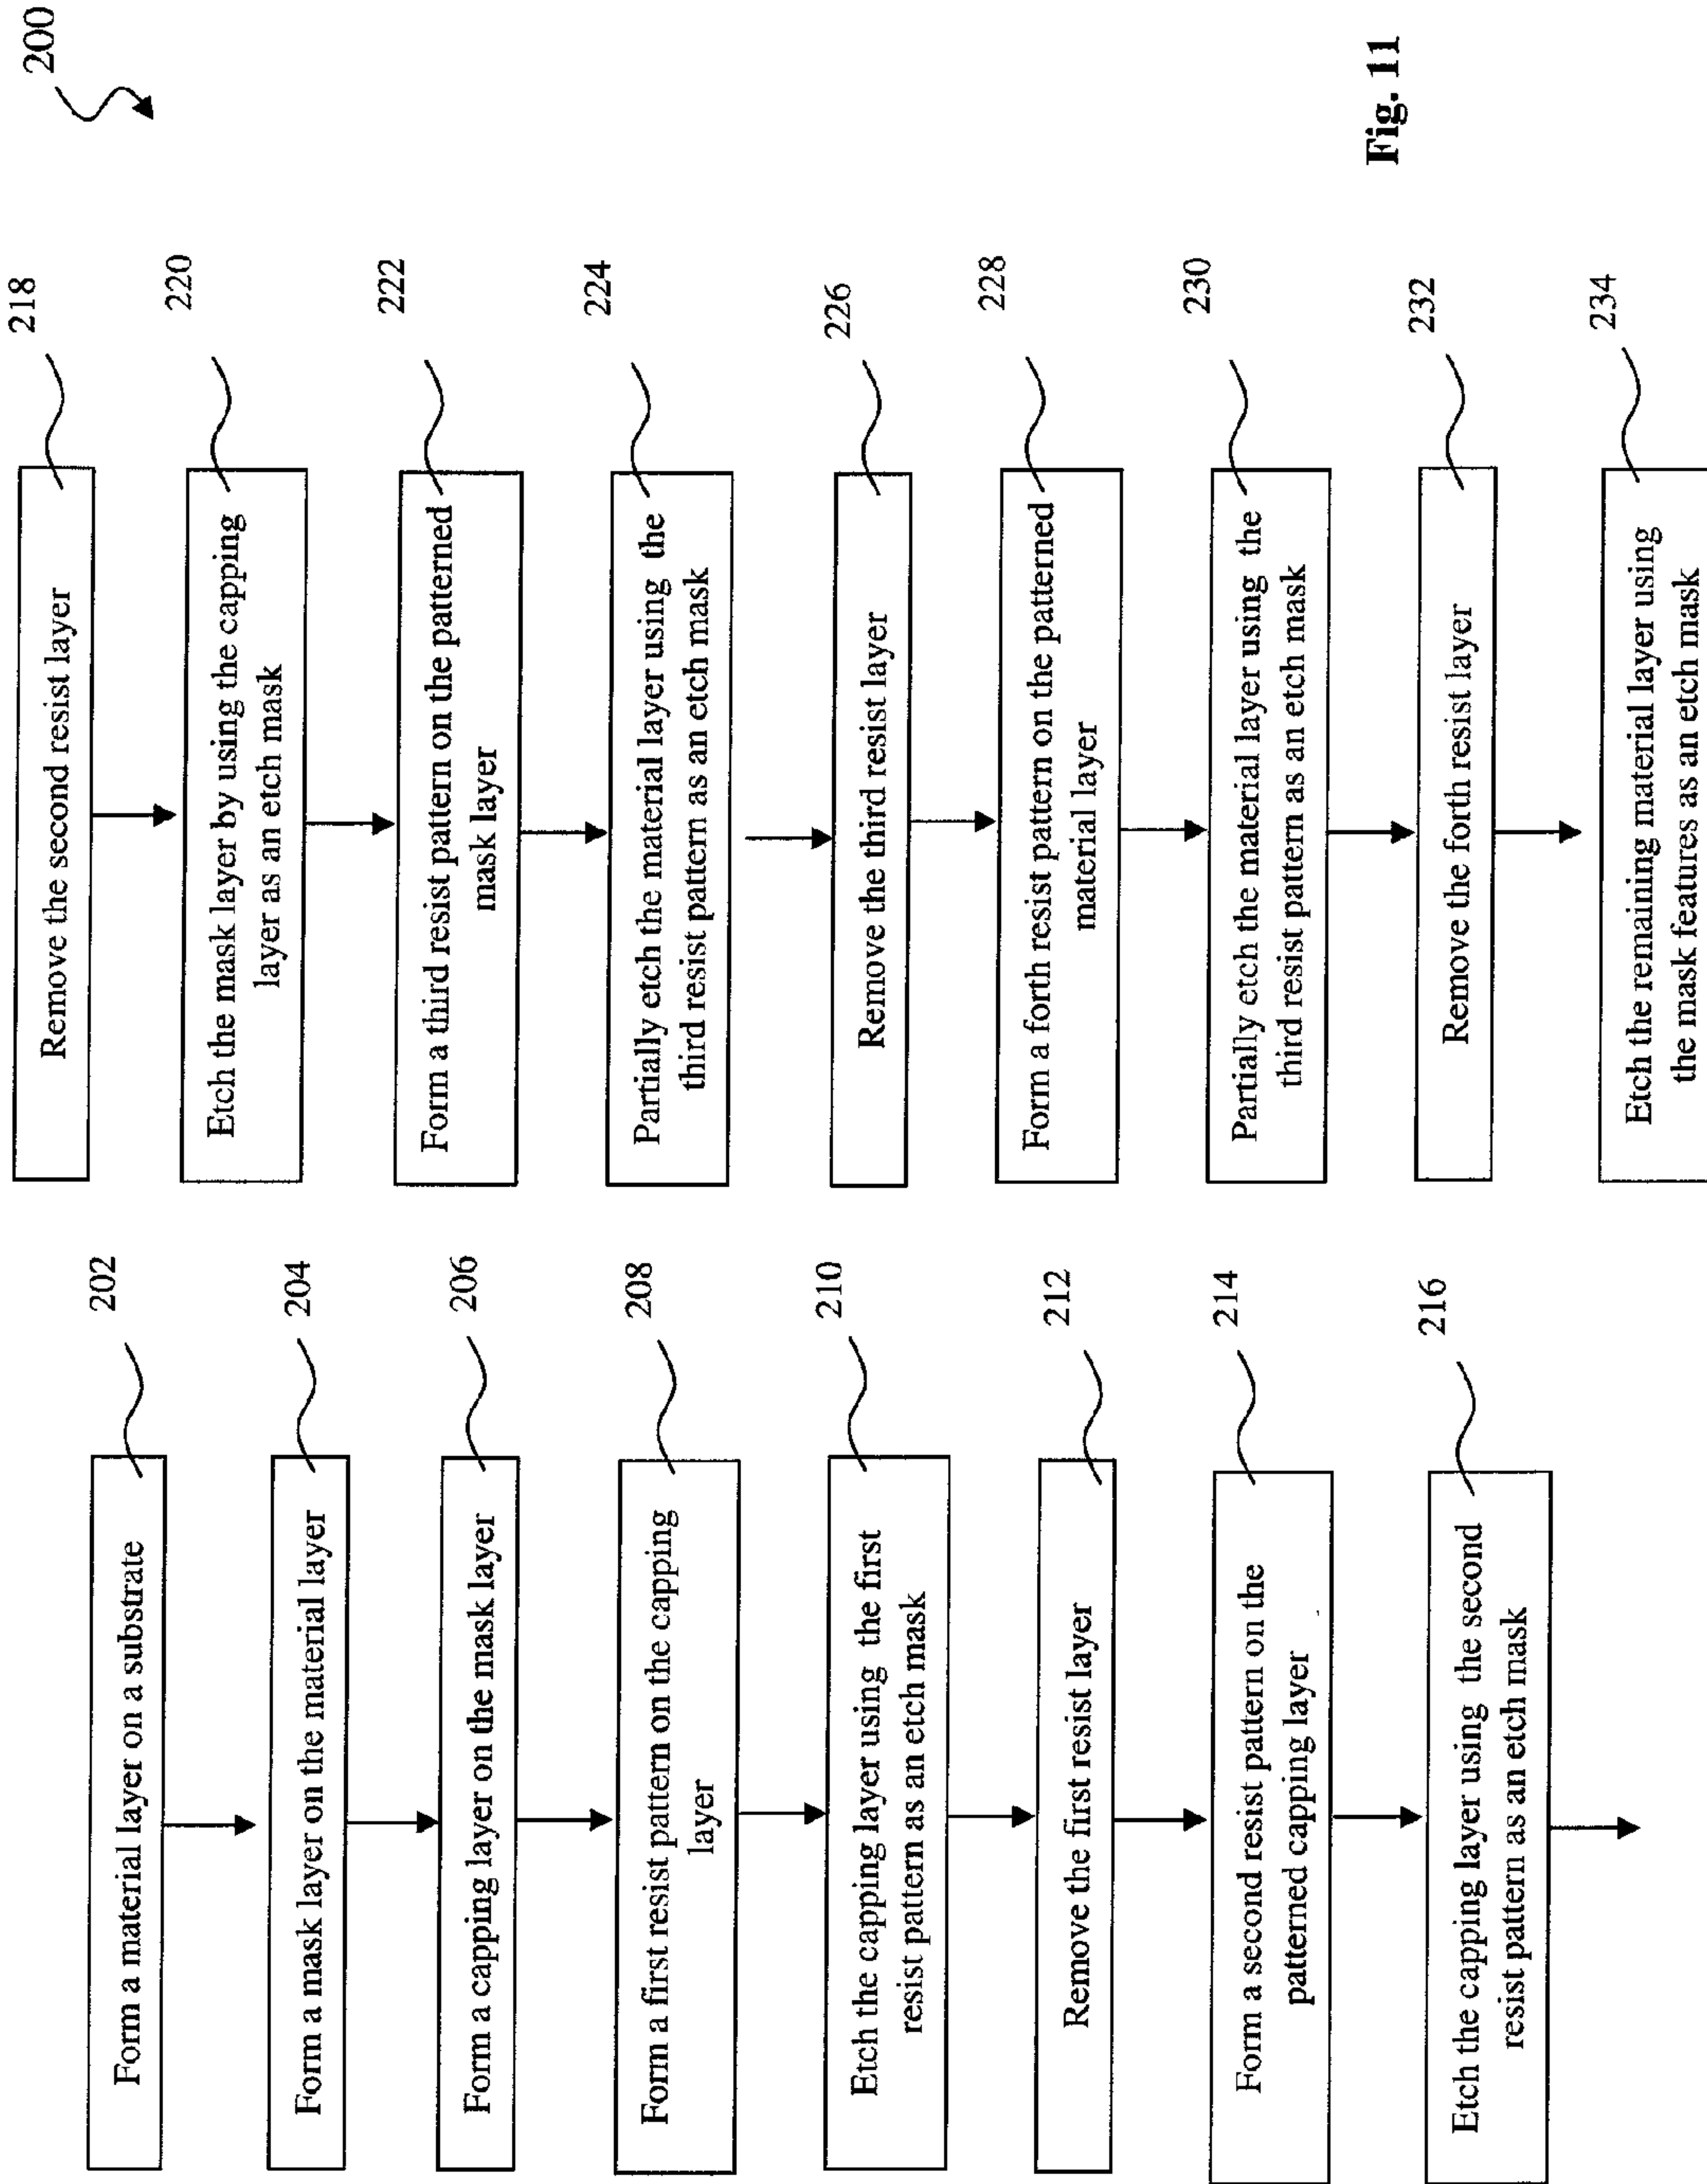 200
Form a material layer on a substrate
202
Form a mask layer on the material layer
204
Form a capping layer on the mask layer
206
Form a first resist pattern on the capping
layer
208
Etch the capping layer using the first
resist pattern as an etch mask
210
Remove the first resist layer
212
Form a second resist pattern on the
patterned capping layer
214
Etch the capping layer using the second
resist pattern as an etch mask
216
Remove the second resist layer
218
Etch the mask layer by using the capping
layer as an etch mask
220
Form a third resist pattern on the patterned
mask layer
222
Partially etch the material layer using the
third resist pattern as an etch mask
224
Remove the third resist layer
226
Form a forth resist pattern on the patterned
material layer
228
Partially etch the material layer using the
third resist pattern as an etch mask
230
Remove the forth resist layer
232
Etch the remaining material layer using
the mask features as an etch mask
234
Fig. 11